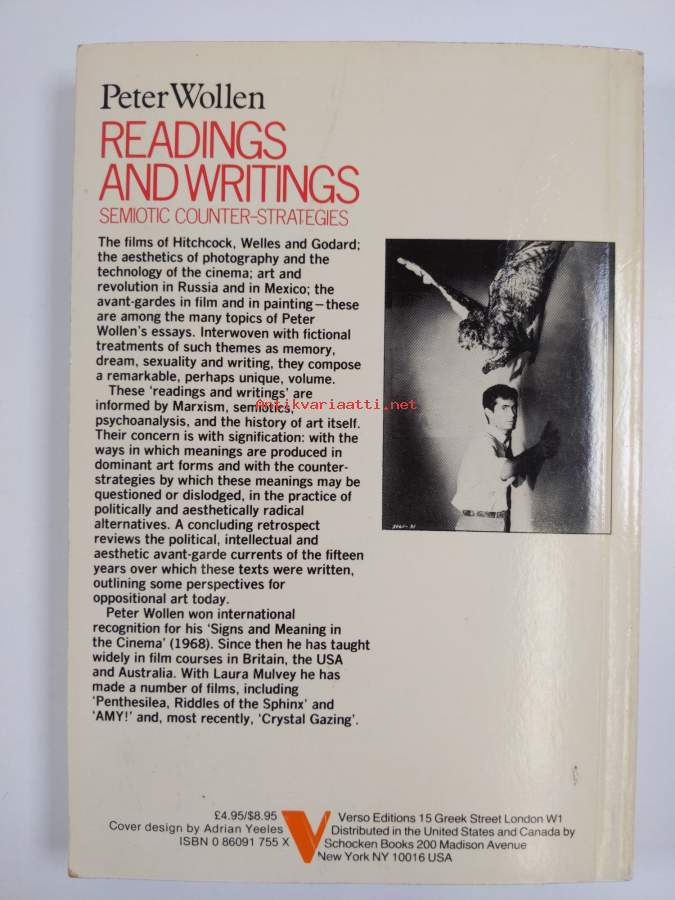 Peter Wollen
READINGS
AND WRITINGS
SEMIOTIC COUNTER-STRATEGIES
The films of Hitchcock, Welles and Godard;
the aesthetics of photography and the
technology of the cinema; art and
revolution in Russia and in Mexico; the
avant-gardes in film and in painting—these
are among the many topics of Peter
Wollen's essays. Interwoven with fictional
treatments of such themes as memory,
dream, sexuality and writing, they compose
a remarkable, perhaps unique, volume.
These 'readings and writings' are
informed by Marxism, semiotics,
Antikvariaatti.net
psychoanalysis, and the history of art itself.
Their concern is with signification: with the
ways in which meanings are produced in
dominant art forms and with the counter-
strategies by which these meanings may be
questioned or dislodged, in the practice of
politically and aesthetically radical
alternatives. A concluding retrospect
reviews the political, intellectual and
aesthetic avant-garde currents of the fifteen
years over which these texts were written,
outlining some perspectives for
oppositional art today.
Peter Wollen won international
recognition for his 'Signs and Meaning in
the Cinema' (1968). Since then he has taught
widely in film courses in Britain, the USA
and Australia. With Laura Mulvey he has
made a number of films, including
'Penthesilea, Riddles of the Sphinx' and
'AMY!' and, most recently, 'Crystal Gazing'.
£4.95/$8.95
Cover design by Adrian Yeeles
ISBN 0 86091 755 X
Verso Editions 15 Greek Street London W1
Distributed in the United States and Canada by
Schocken Books 200 Madison Avenue
New York NY 10016 USA